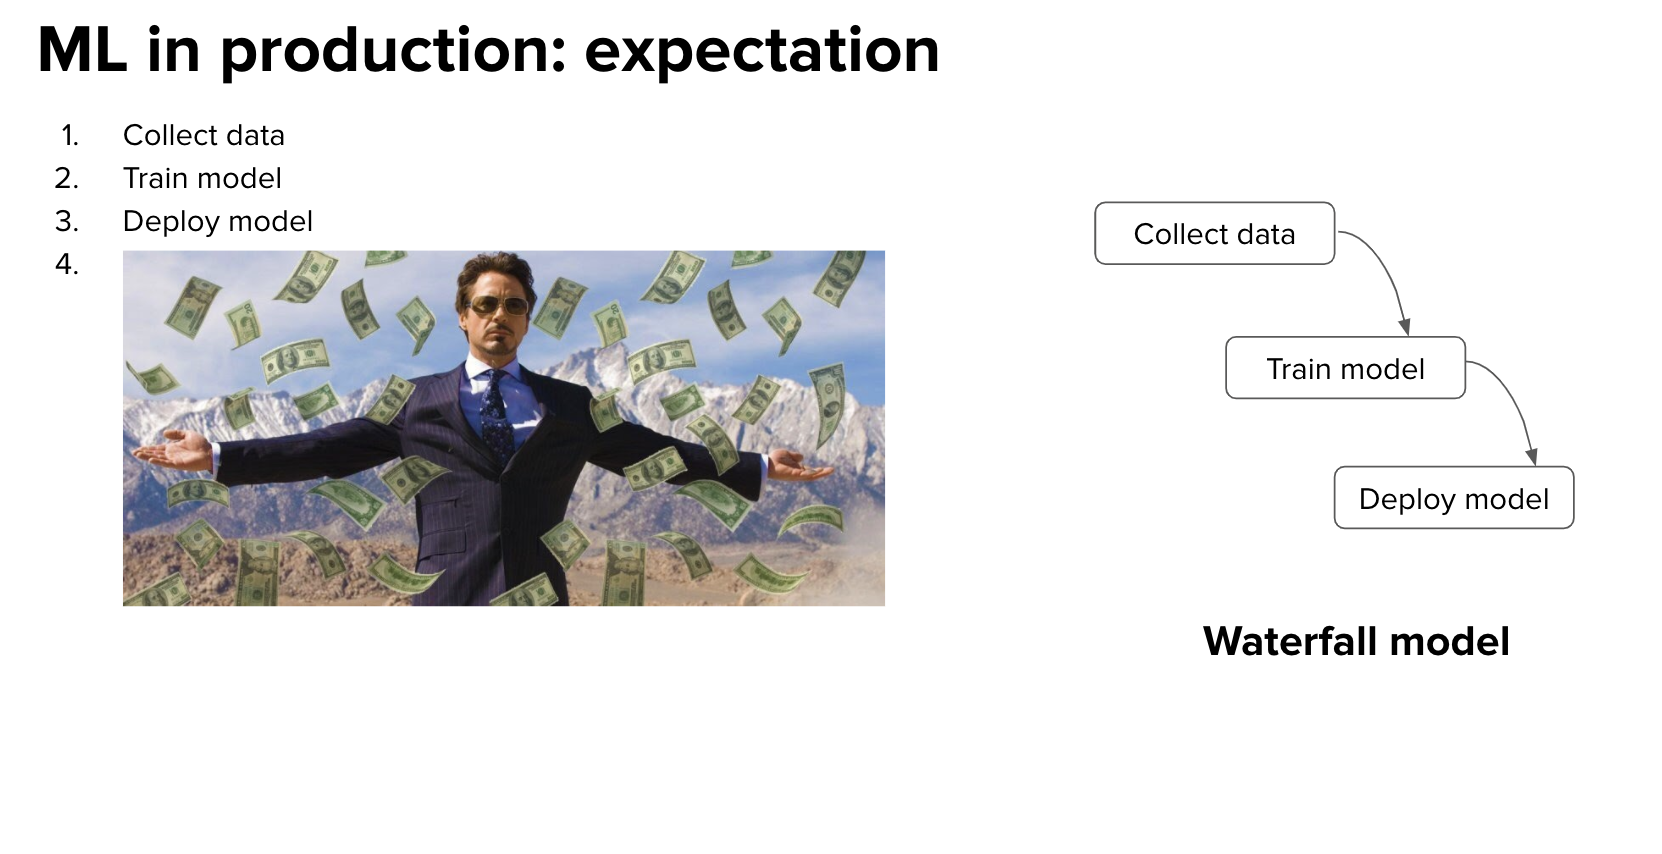 ML in production: expectation
1. Collect data
2. Train model
3. Deploy model
4.
Collect data
Train model
Deploy model
Waterfall model